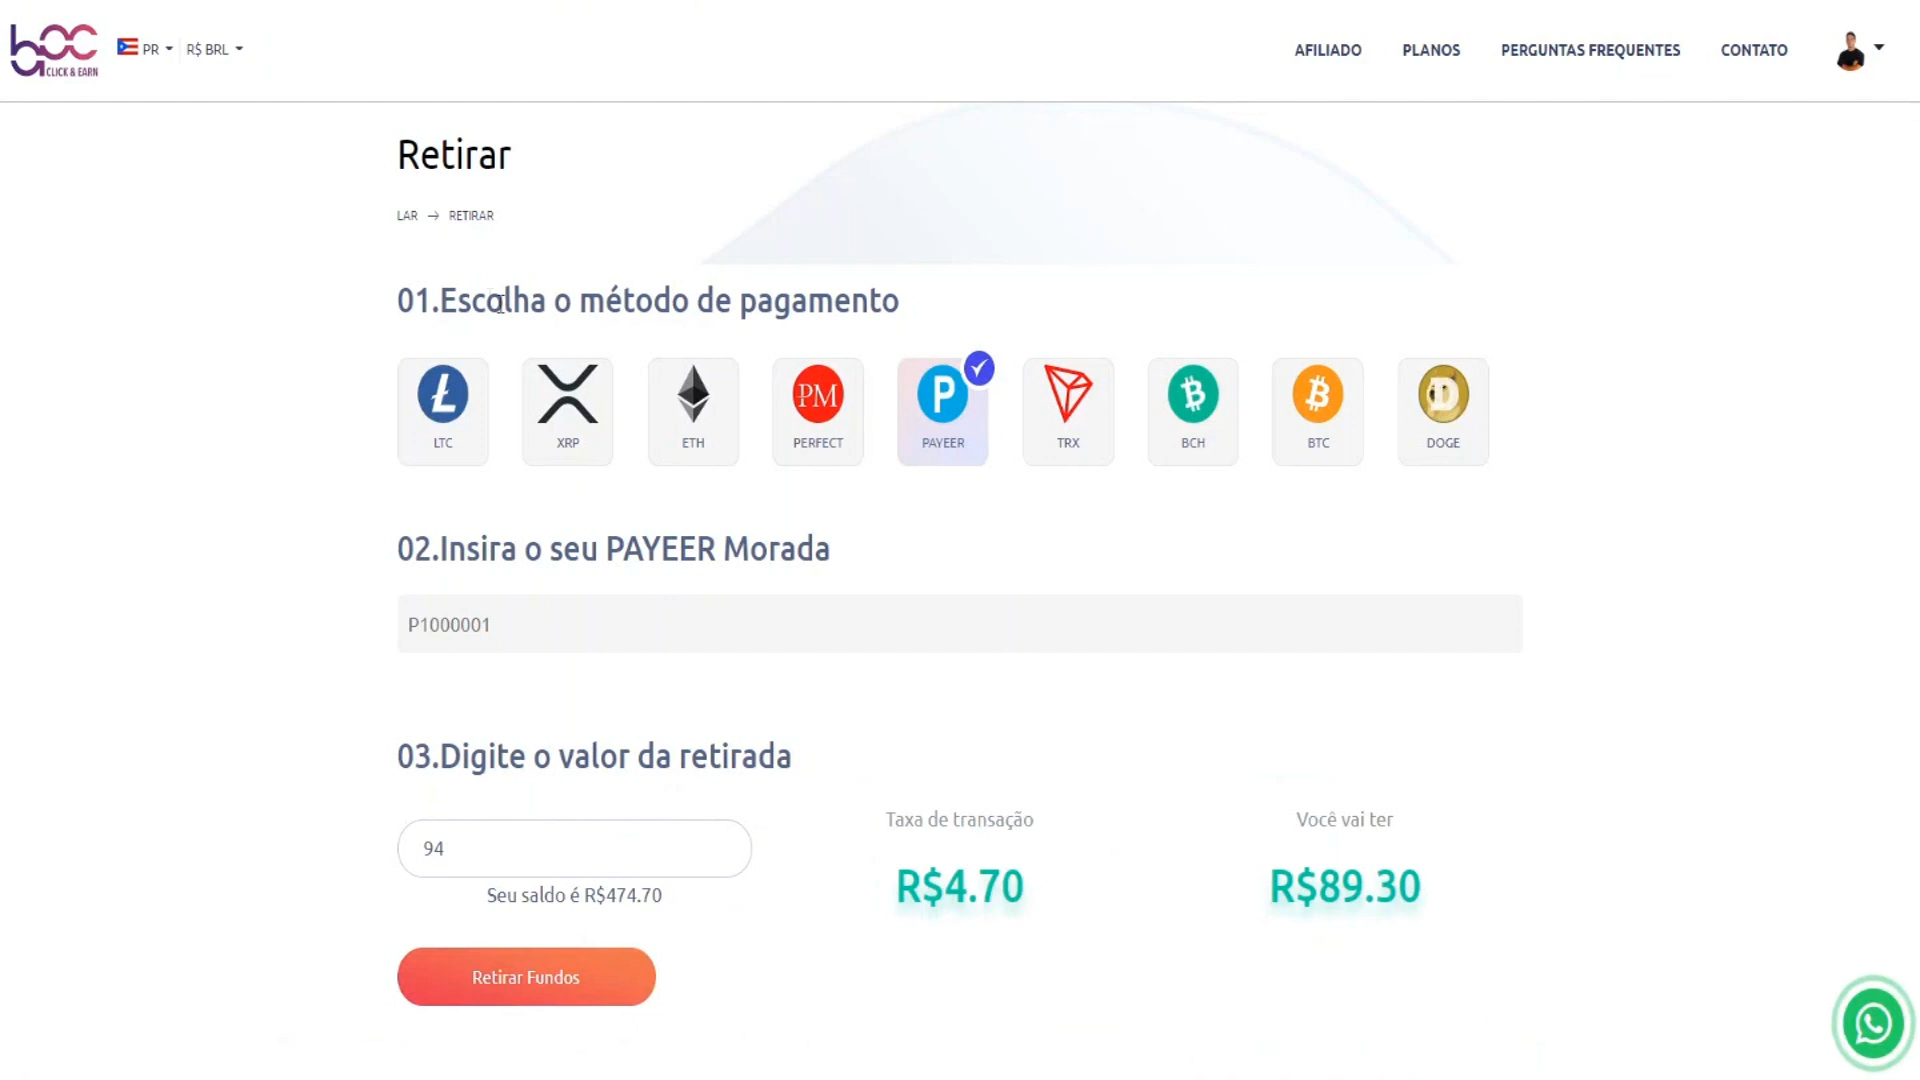 CLICK & EARN
PR R$ BRL
AFILIADO PLANOS PERGUNTAS FREQUENTES CONTATO
Retirar
LAR → RETIRAR
01.Escolha o método de pagamento
LTC XRP ETH PM PERFECT P PAYEER TRX BCH BTC DOGE
02.Insira o seu PAYEER Morada
P1000001
03.Digite o valor da retirada
94
Seu saldo é R$474.70
Taxa de transação
R$4.70
Você vai ter
R$89.30
Retirar Fundos